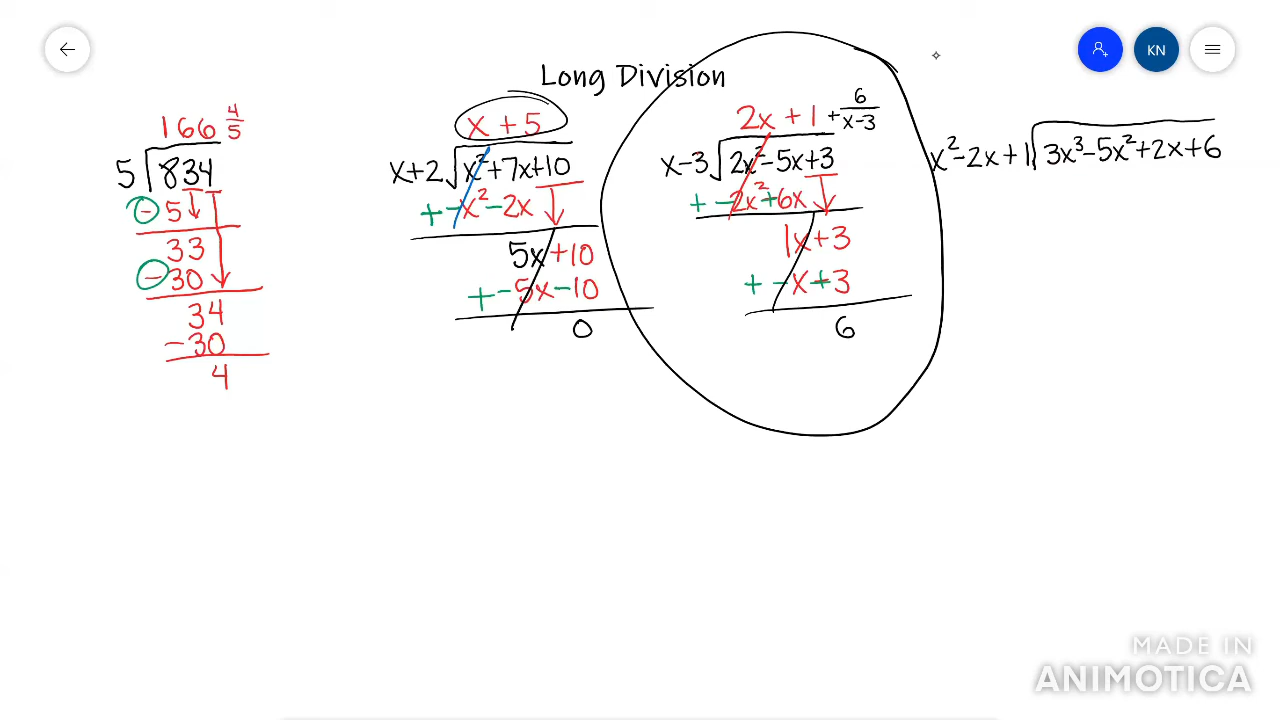 KN
Long Division
166 4/5
5 834
- 5
33
- 30
34
- 30
4
x + 5
x+2 x²+7x+10
+ - x² - 2x
5x +10
+ - 5x - 10
0
2x + 1 + 6/(x-3)
x-3 2x²-5x+3
+ - 2x² + 6x
1x+3
+ - x + 3
6
x²-2x+1 3x³-5x²+2x+6
MADE IN
ANIMOTICA